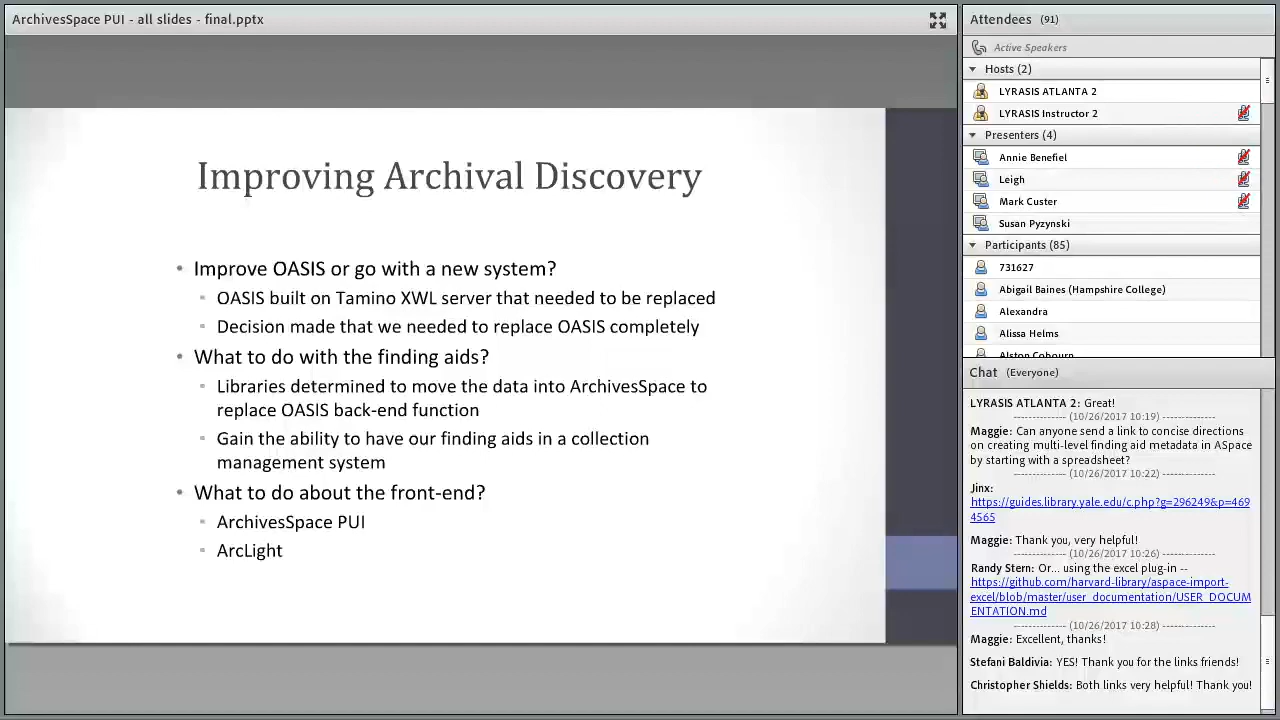 ArchivesSpace PUI - all slides - final.pptx
Improving Archival Discovery
• Improve OASIS or go with a new system?
▪ OASIS built on Tamino XWL server that needed to be replaced
▪ Decision made that we needed to replace OASIS completely
• What to do with the finding aids?
▪ Libraries determined to move the data into ArchivesSpace to
replace OASIS back-end function
▪ Gain the ability to have our finding aids in a collection
management system
• What to do about the front-end?
▪ ArchivesSpace PUI
▪ ArcLight
Attendees (91)
Active Speakers
Hosts (2)
LYRASIS ATLANTA 2
LYRASIS Instructor 2
Presenters (4)
Annie Benefiel
Leigh
Mark Custer
Susan Pyzynski
Participants (85)
731627
Abigail Baines (Hampshire College)
Alexandra
Alissa Helms
Alston Cobourn
Chat (Everyone)
LYRASIS ATLANTA 2: Great!
-------------- (10/26/2017 10:19) --------------
Maggie: Can anyone send a link to concise directions
on creating multi-level finding aid metadata in ASpace
by starting with a spreadsheet?
-------------- (10/26/2017 10:22) --------------
Jinx:
https://guides.library.yale.edu/c.php?g=296249&p=469
4565
Maggie: Thank you, very helpful!
-------------- (10/26/2017 10:26) --------------
Randy Stern: Or... using the excel plug-in --
https://github.com/harvard-library/aspace-import-
excel/blob/master/user_documentation/USER_DOCUM
ENTATION.md
-------------- (10/26/2017 10:28) --------------
Maggie: Excellent, thanks!
Stefani Baldivia: YES! Thank you for the links friends!
Christopher Shields: Both links very helpful! Thank you!